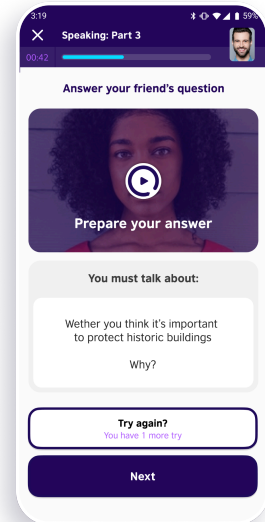 3:19
59%
Speaking: Part 3
00:42
Answer your friend's question
Prepare your answer
You must talk about:
Wether you think it's important
to protect historic buildings
Why?
Try again?
You have 1 more try
Next